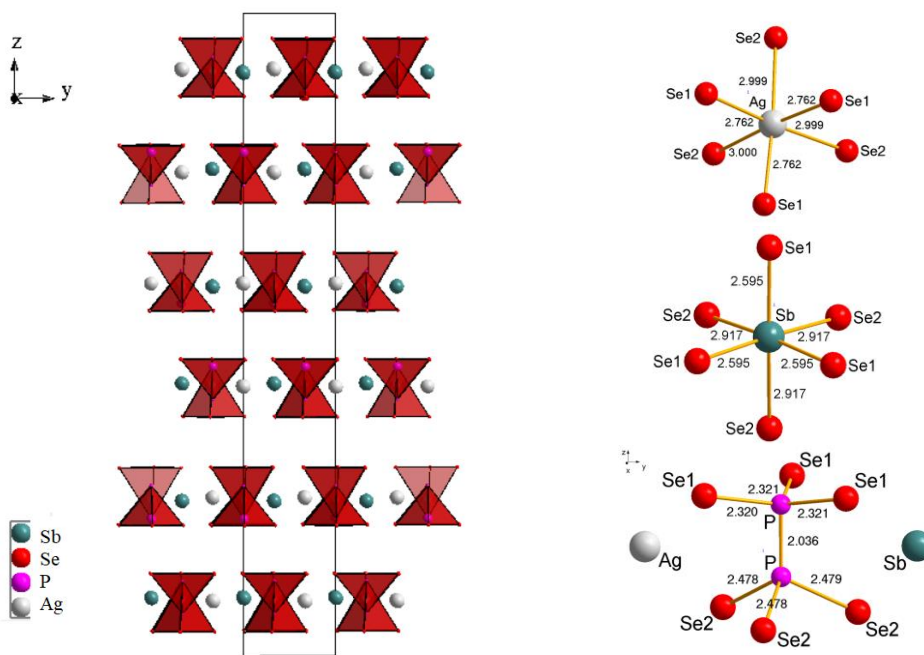 z
x
y
Sb
Se
P
Ag
Se2
2.999
Se1
Ag
2.762
Se1
2.762
2.999
Se2
3.000
Se2
2.762
Se1
Se1
2.595
Se2
Sb
Se2
2.917
2.917
Se1
2.595
2.595
Se1
2.917
Se2
z
x
y
Se1
Se1
2.321
Se1
2.320
2.321
P
2.036
Ag
P
Sb
2.478
2.479
2.478
Se2
Se2
Se2